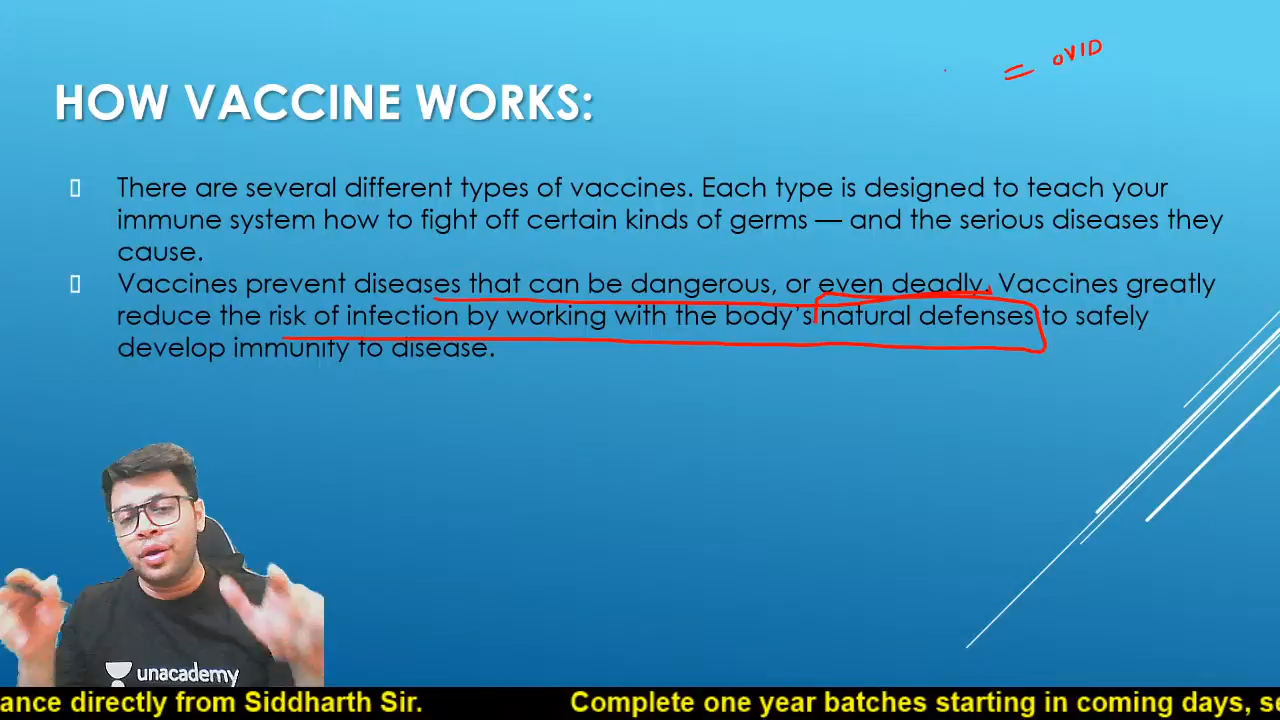 = OVID
HOW VACCINE WORKS:
There are several different types of vaccines. Each type is designed to teach your
immune system how to fight off certain kinds of germs — and the serious diseases they
cause.
Vaccines prevent diseases that can be dangerous, or even deadly. Vaccines greatly
reduce the risk of infection by working with the body's natural defenses to safely
develop immunity to disease.
unacademy
ance directly from Siddharth Sir. Complete one year batches starting in coming days, so